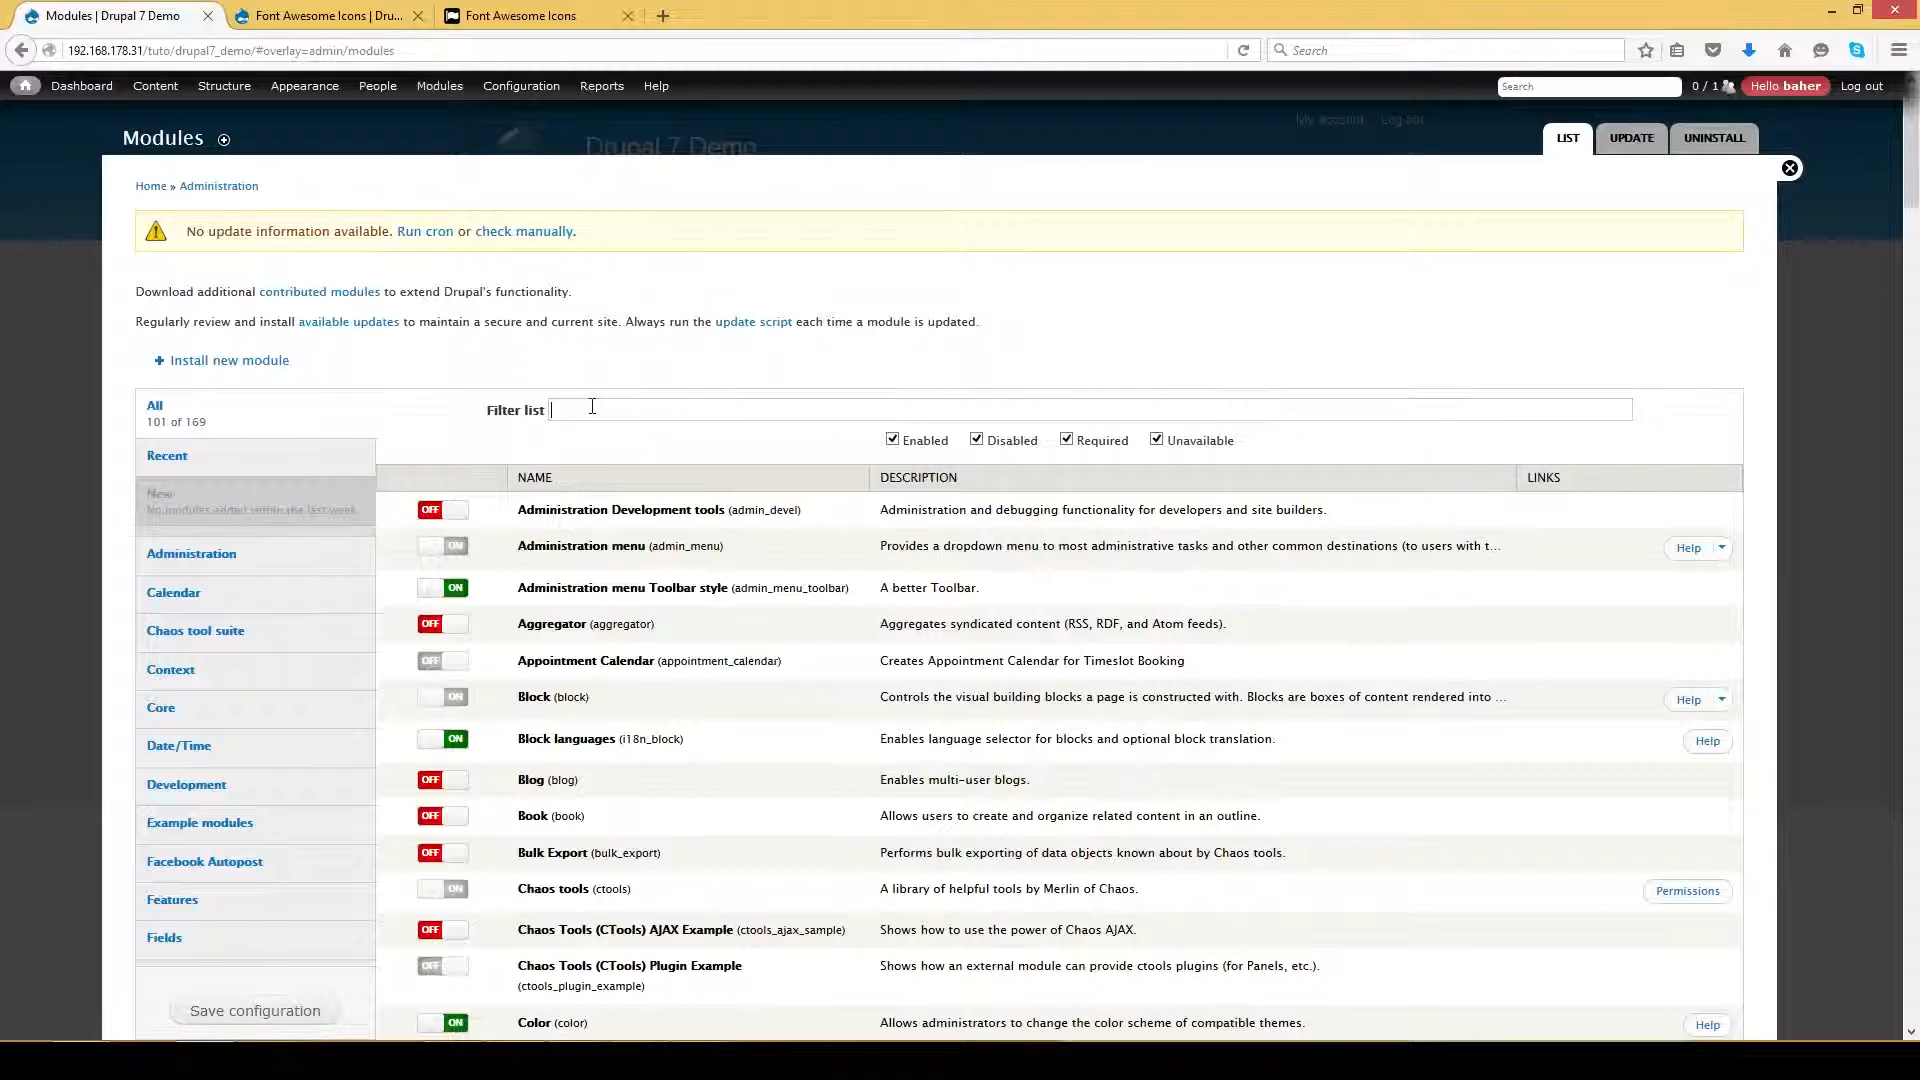 Modules | Drupal 7 Demo
Font Awesome Icons | Dru...
Font Awesome Icons
192.168.178.31/tuto/drupal7_demo/#overlay=admin/modules
Search
Dashboard Content Structure Appearance People Modules Configuration Reports Help
Search
0 / 1
Hello baher
Log out
My account Log out
Drupal 7 Demo
Modules
LIST UPDATE UNINSTALL
Home » Administration
No update information available. Run cron or check manually.
Download additional contributed modules to extend Drupal's functionality.
Regularly review and install available updates to maintain a secure and current site. Always run the update script each time a module is updated.
Install new module
All
101 of 169
Recent
New
No modules added within the last week.
Administration
Calendar
Chaos tool suite
Context
Core
Date/Time
Development
Example modules
Facebook Autopost
Features
Fields
Save configuration
Filter list
Enabled Disabled Required Unavailable
NAME DESCRIPTION LINKS
OFF Administration Development tools (admin_devel) Administration and debugging functionality for developers and site builders.
ON Administration menu (admin_menu) Provides a dropdown menu to most administrative tasks and other common destinations (to users with t... Help
ON Administration menu Toolbar style (admin_menu_toolbar) A better Toolbar.
OFF Aggregator (aggregator) Aggregates syndicated content (RSS, RDF, and Atom feeds).
OFF Appointment Calendar (appointment_calendar) Creates Appointment Calendar for Timeslot Booking
ON Block (block) Controls the visual building blocks a page is constructed with. Blocks are boxes of content rendered into ... Help
ON Block languages (i18n_block) Enables language selector for blocks and optional block translation. Help
OFF Blog (blog) Enables multi-user blogs.
OFF Book (book) Allows users to create and organize related content in an outline.
OFF Bulk Export (bulk_export) Performs bulk exporting of data objects known about by Chaos tools.
ON Chaos tools (ctools) A library of helpful tools by Merlin of Chaos. Permissions
OFF Chaos Tools (CTools) AJAX Example (ctools_ajax_sample) Shows how to use the power of Chaos AJAX.
OFF Chaos Tools (CTools) Plugin Example Shows how an external module can provide ctools plugins (for Panels, etc.).
(ctools_plugin_example)
ON Color (color) Allows administrators to change the color scheme of compatible themes. Help